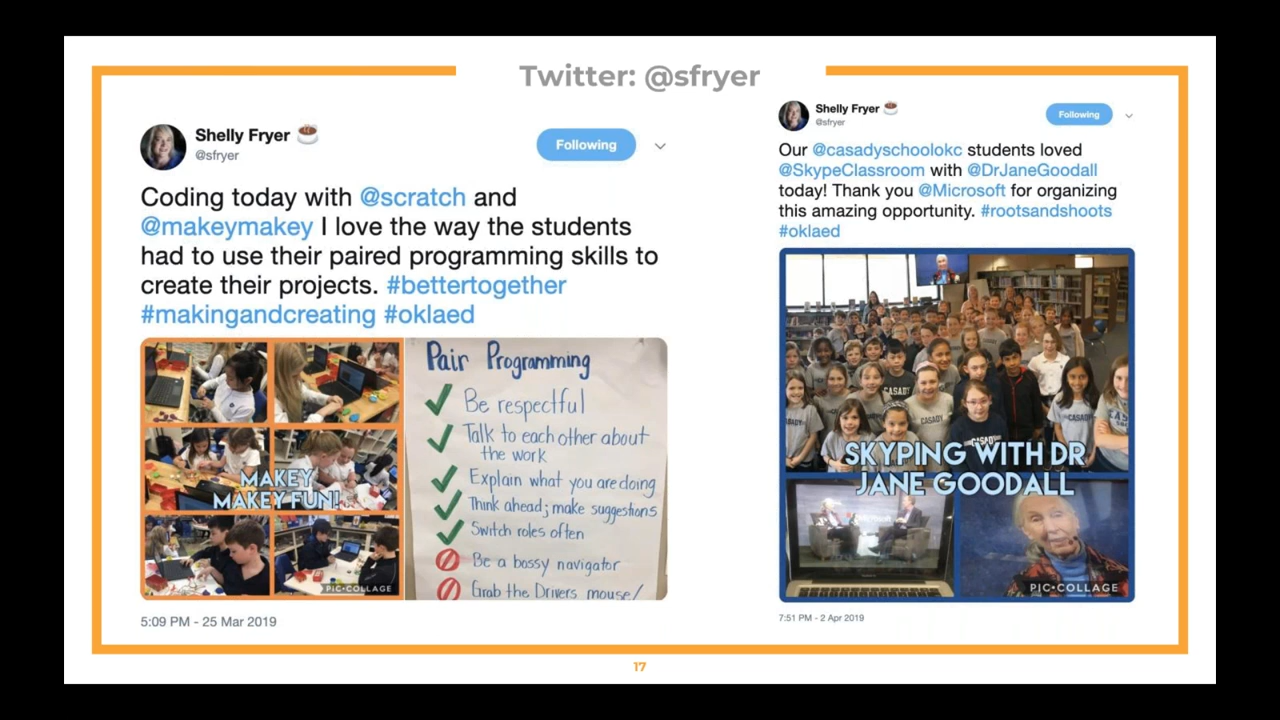 Twitter: @sfryer
Shelly Fryer ☕
@sfryer
Following
Coding today with @scratch and
@makeymakey I love the way the students
had to use their paired programming skills to
create their projects. #bettertogether
#makingandcreating #oklaed
MAKEY
MAKEY FUN!
PIC•COLLAGE
Pair Programming
Be respectful
Talk to each other about
the work
Explain what you are doing
Think ahead; make suggestions
Switch roles often
Be a bossy navigator
Grab the Drivers mouse/
5:09 PM - 25 Mar 2019
Shelly Fryer ☕
@sfryer
Following
Our @casadyschoolokc students loved
@SkypeClassroom with @DrJaneGoodall
today! Thank you @Microsoft for organizing
this amazing opportunity. #rootsandshoots
#oklaed
CASADY
CASADY
CASADY
SKYPING WITH DR
JANE GOODALL
PIC•COLLAGE
7:51 PM - 2 Apr 2019
17